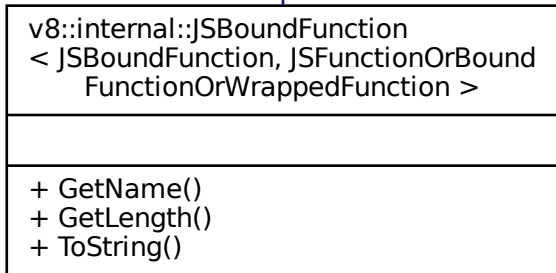 v8::internal::JSBoundFunction
< JSBoundFunction, JSFunctionOrBound
FunctionOrWrappedFunction >
+ GetName()
+ GetLength()
+ ToString()